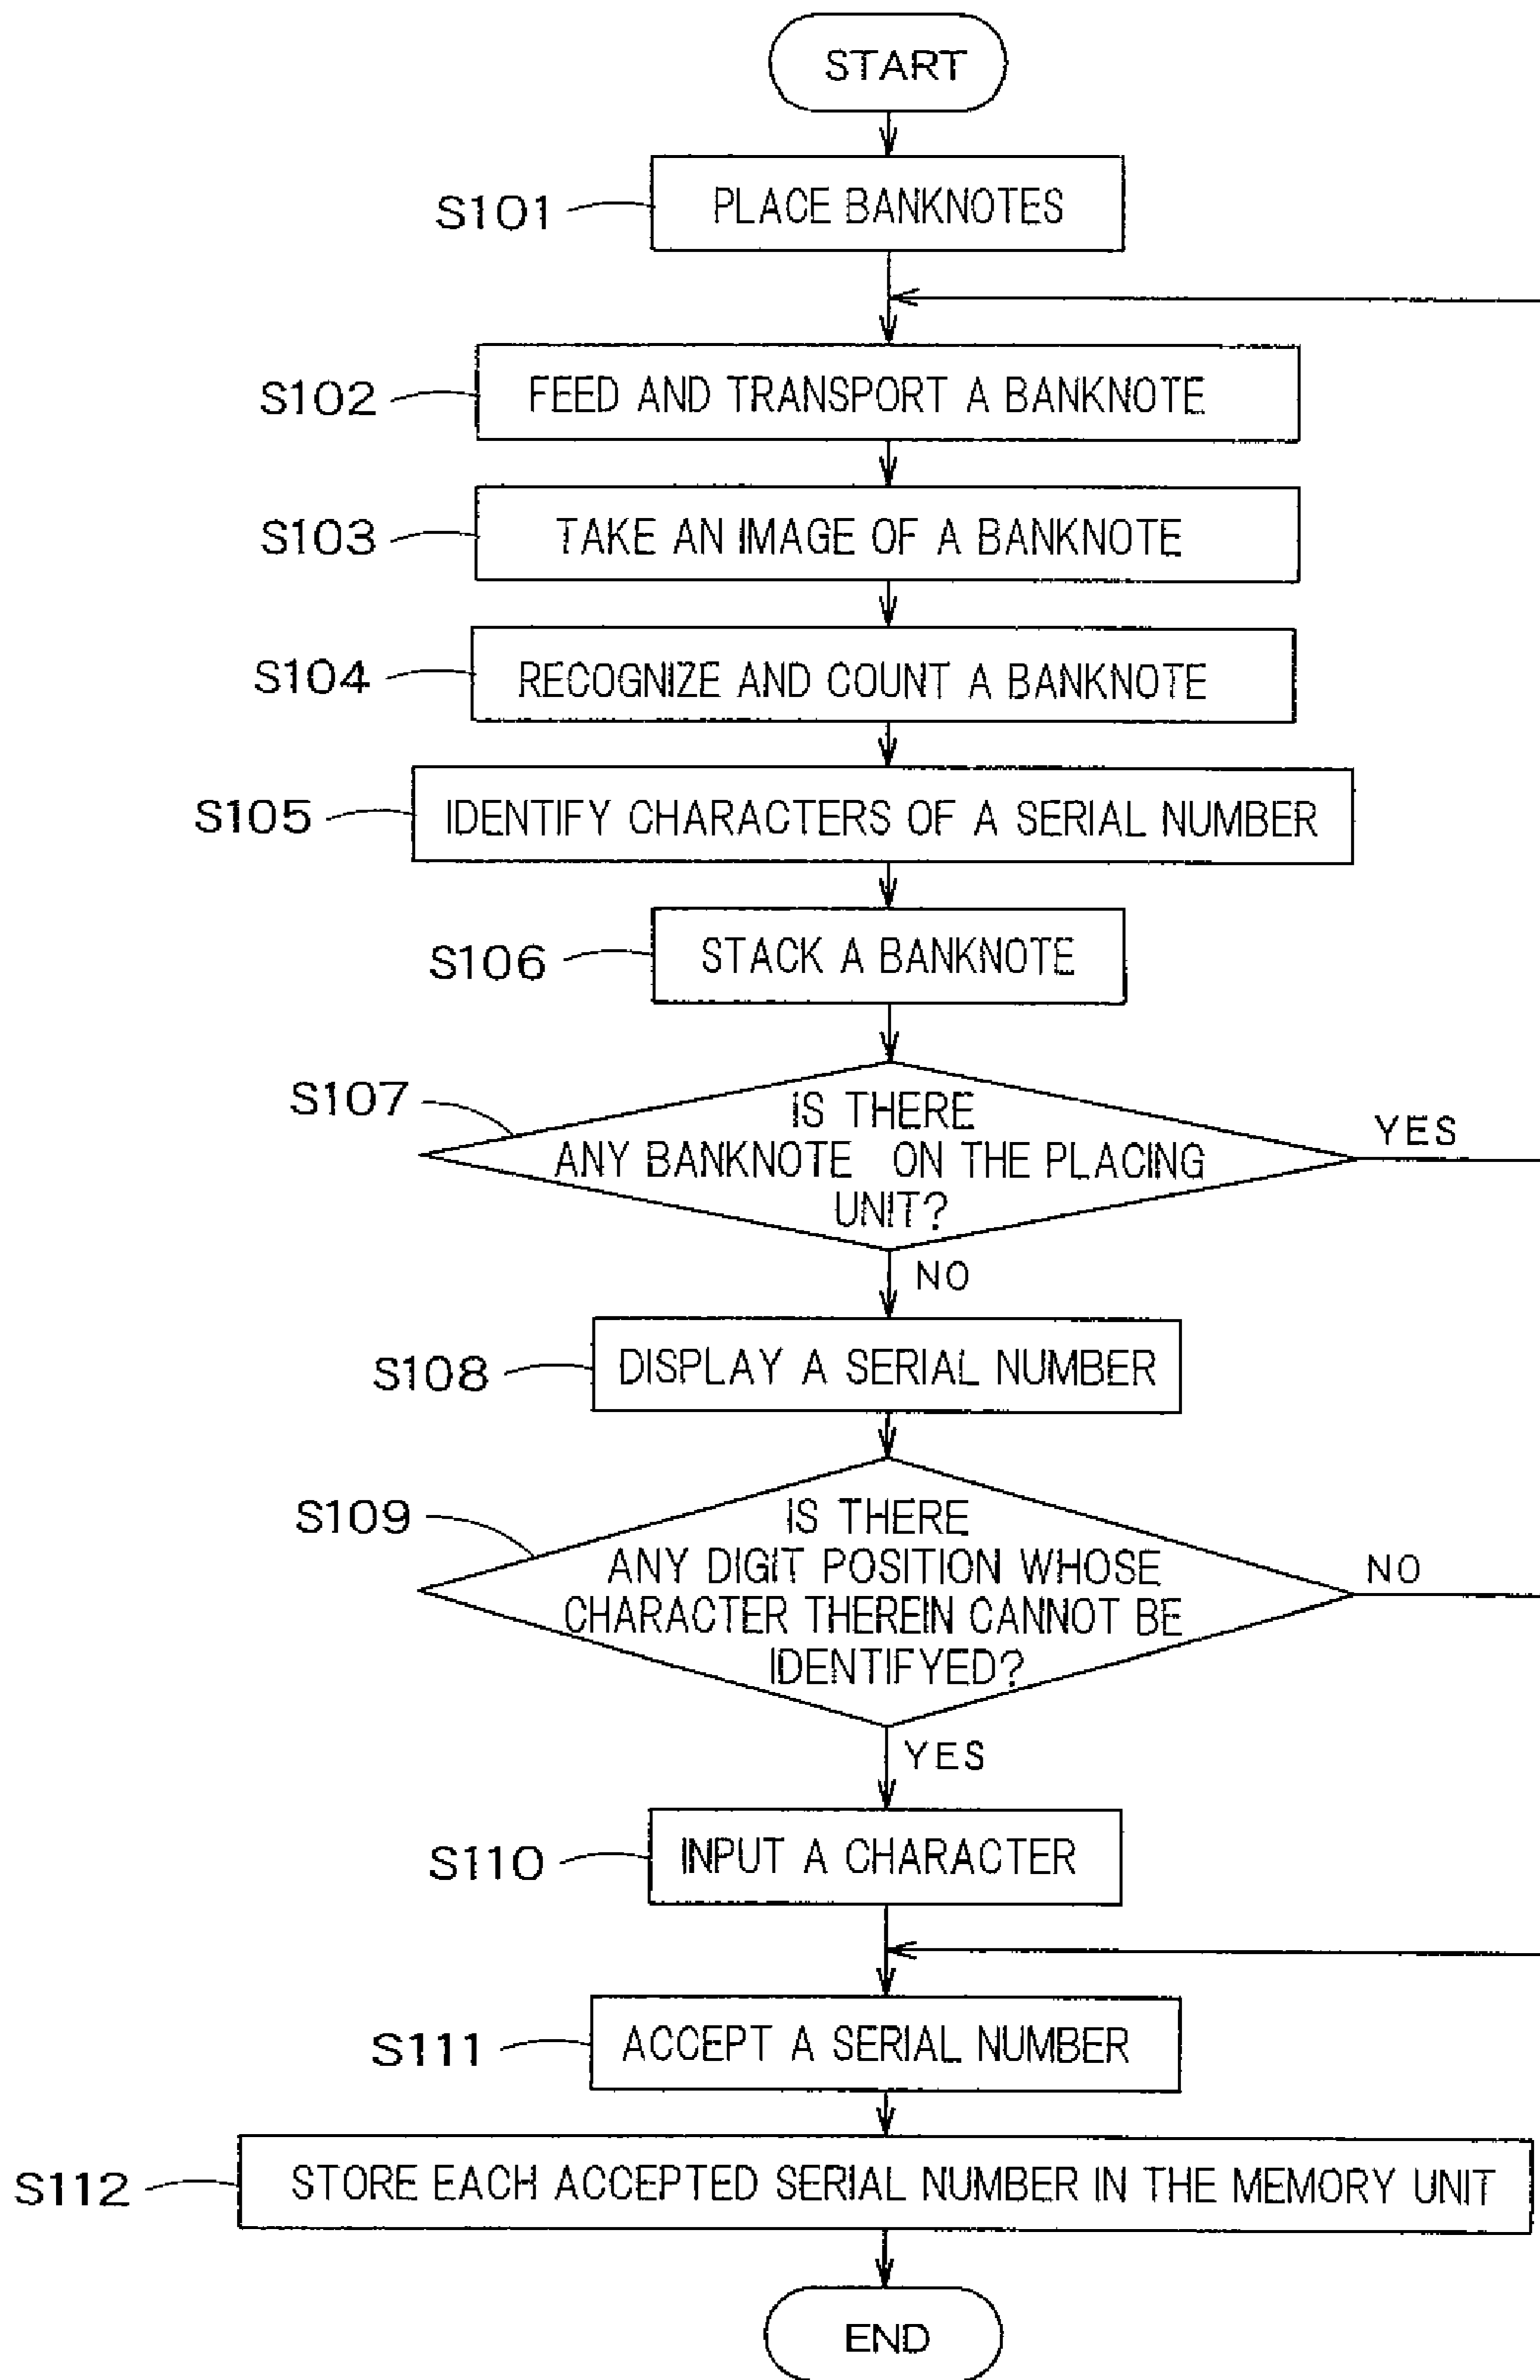 START
S101
PLACE BANKNOTES
S102
FEED AND TRANSPORT A BANKNOTE
S103
TAKE AN IMAGE OF A BANKNOTE
S104
RECOGNIZE AND COUNT A BANKNOTE
S105
IDENTIFY CHARACTERS OF A SERIAL NUMBER
S106
STACK A BANKNOTE
S107
IS THERE
ANY BANKNOTE ON THE PLACING
UNIT?
YES
NO
S108
DISPLAY A SERIAL NUMBER
S109
IS THERE
ANY DIGIT POSITION WHOSE
CHARACTER THEREIN CANNOT BE
IDENTIFYED?
NO
YES
S110
INPUT A CHARACTER
S111
ACCEPT A SERIAL NUMBER
S112
STORE EACH ACCEPTED SERIAL NUMBER IN THE MEMORY UNIT
END